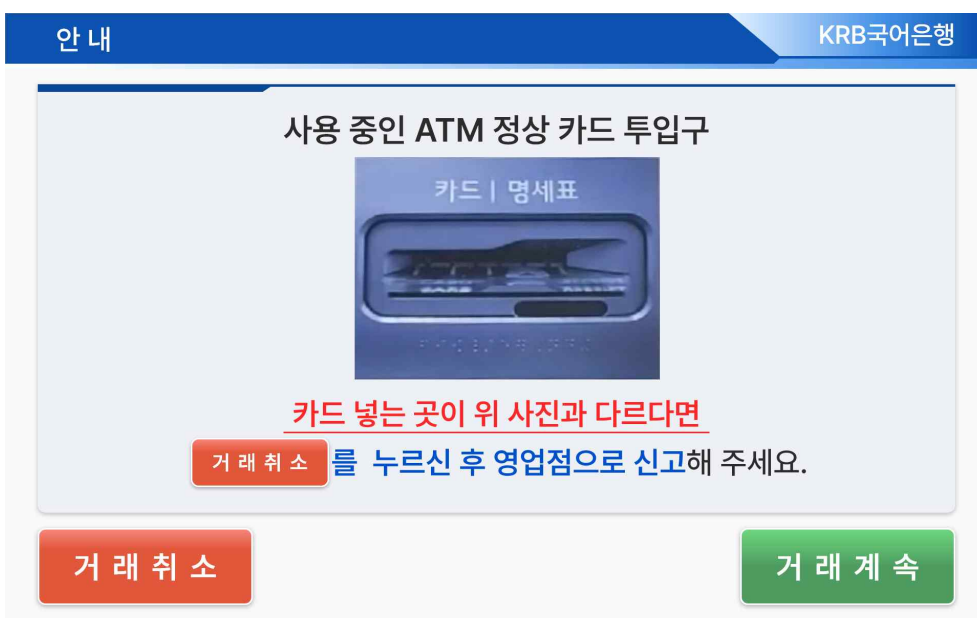 안 내
KRB국어은행
사용 중인 ATM 정상 카드 투입구
카드 | 명세표
카드 넣는 곳이 위 사진과 다르다면
거 래 취 소 를 누르신 후 영업점으로 신고해 주세요.
거 래 취 소
거 래 계 속